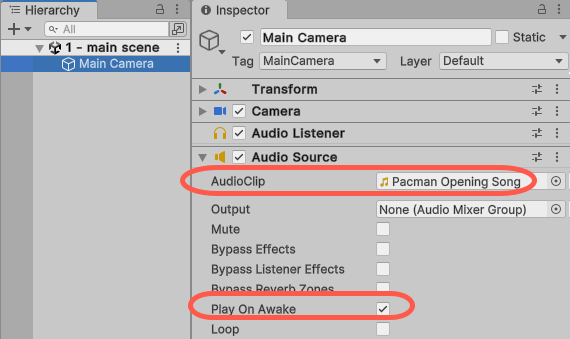 Hierarchy
All
1 - main scene
Main Camera
Inspector
Main Camera
Static
Tag MainCamera Layer Default
Transform
Camera
Audio Listener
Audio Source
AudioClip Pacman Opening Song
Output None (Audio Mixer Group)
Mute
Bypass Effects
Bypass Listener Effects
Bypass Reverb Zones
Play On Awake
Loop